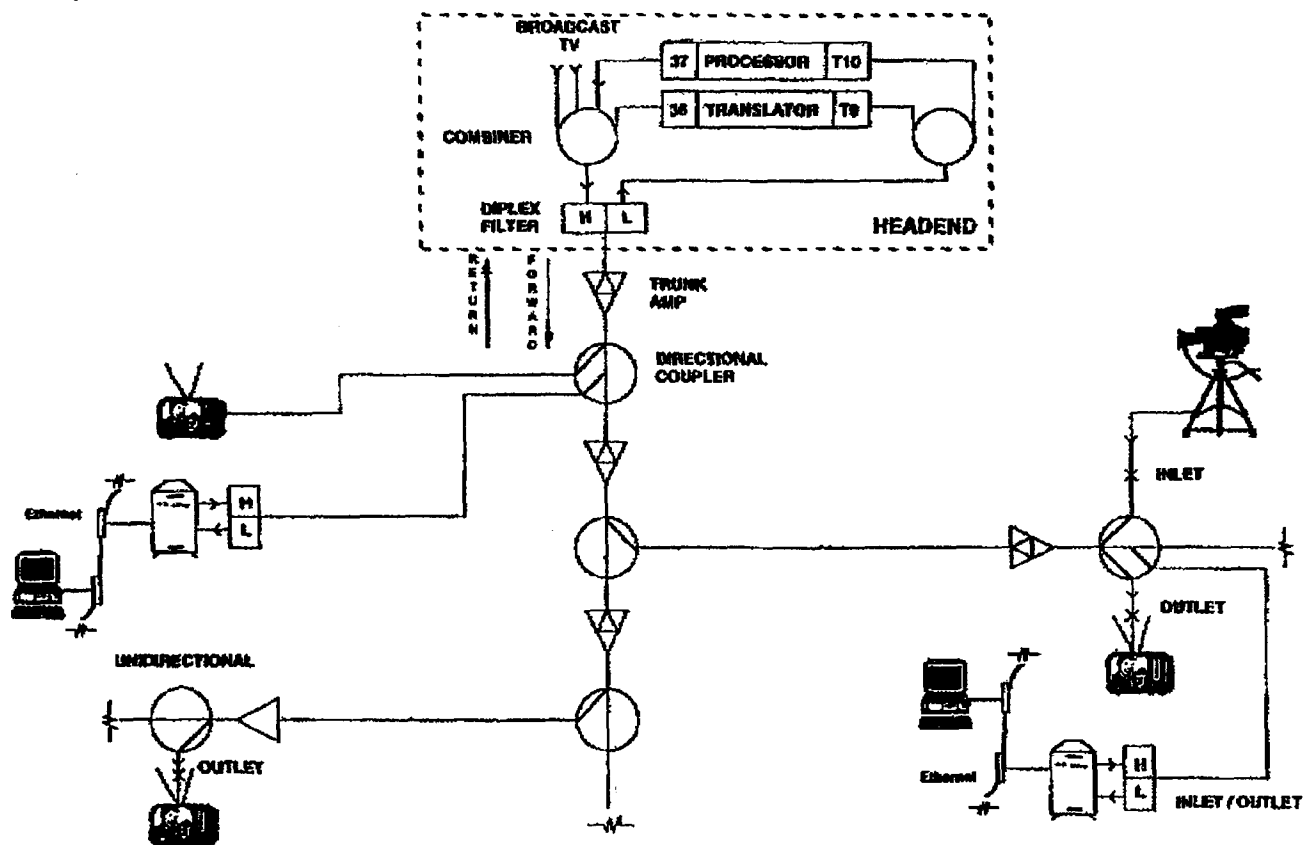 BROADCAST
TV
37 PROCESSOR T10
36 TRANSLATOR T9
COMBINER
DIPLEX
FILTER
H L
HEADEND
RETURN
FORWARD
TRUNK
AMP
DIRECTIONAL
COUPLER
INLET
Ethernet
H
L
OUTLET
UNIDIRECTIONAL
OUTLET
Ethernet
H
L
INLET / OUTLET